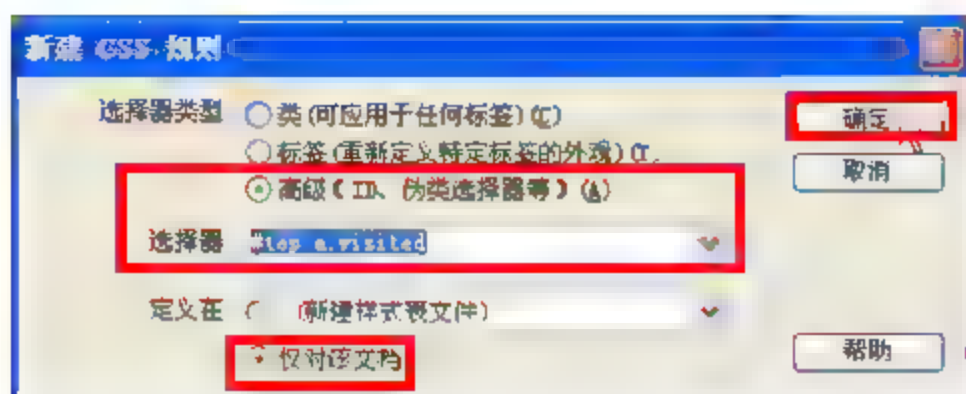 新建 CSS 规则
选择器类型 ○类(可应用于任何标签)(C) 确定
○标签(重新定义特定标签的外观)(T)
取消
⊙高级(ID、伪类选择器等)(A)
选择器 #top a:visited
定义在 (新建样式表文件)
仅对该文档 帮助